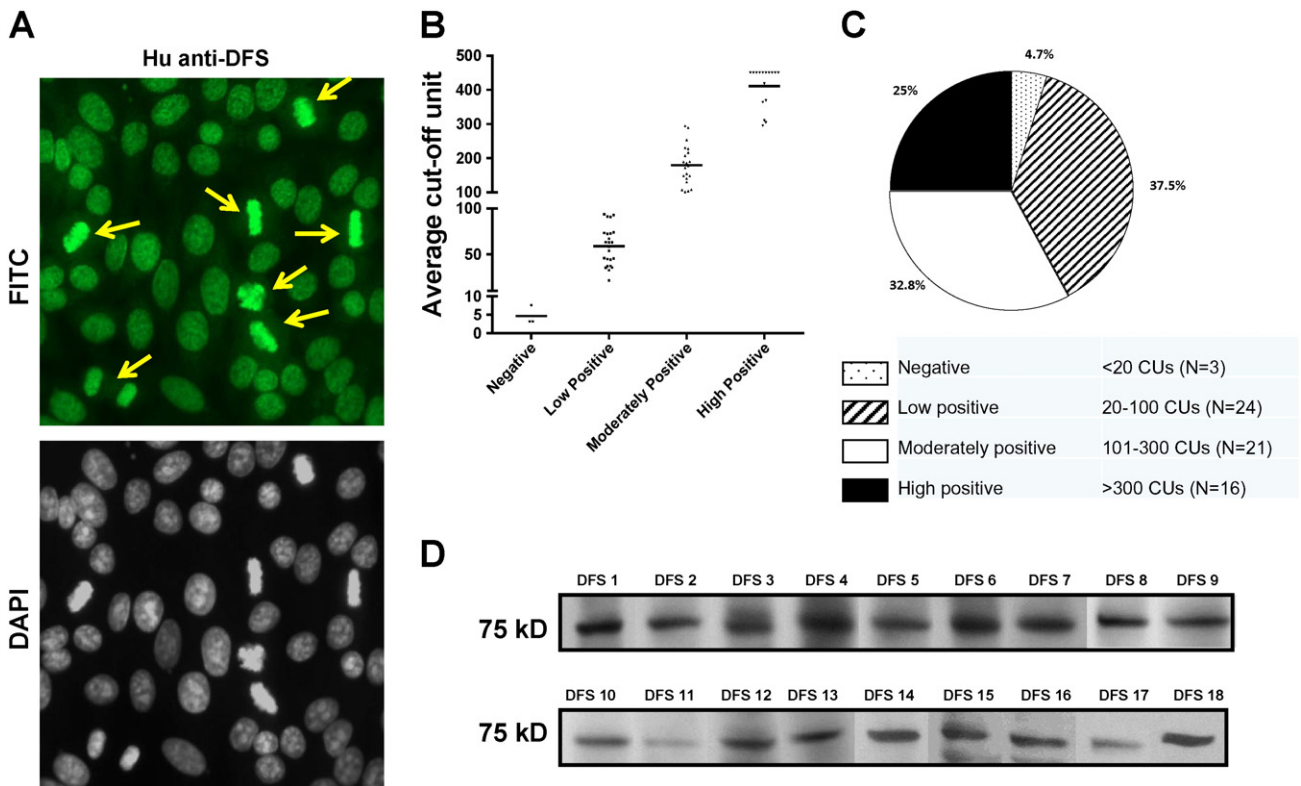 A
Hu anti-DFS
FITC
DAPI
B
Average cut-off unit
500
400
300
200
100
100
50
10
5
0
Negative
Low Positive
Moderately Positive
High Positive
C
4.7%
25%
37.5%
32.8%
Negative <20 CUs (N=3)
Low positive 20-100 CUs (N=24)
Moderately positive 101-300 CUs (N=21)
High positive >300 CUs (N=16)
D
DFS 1 DFS 2 DFS 3 DFS 4 DFS 5 DFS 6 DFS 7 DFS 8 DFS 9
75 kD
DFS 10 DFS 11 DFS 12 DFS 13 DFS 14 DFS 15 DFS 16 DFS 17 DFS 18
75 kD